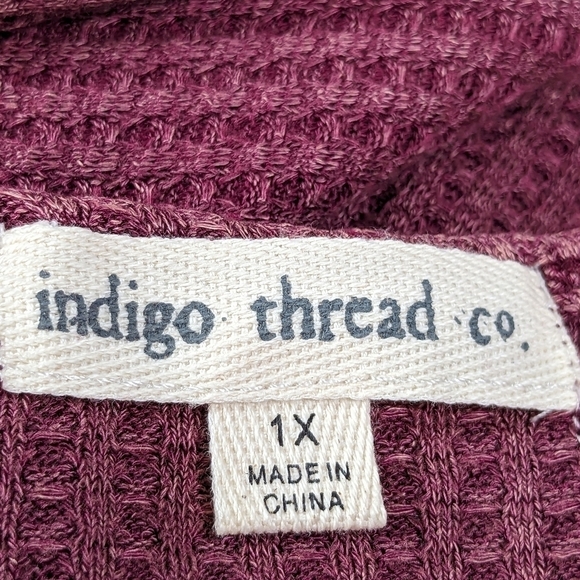 indigo thread co.
1X
MADE IN
CHINA